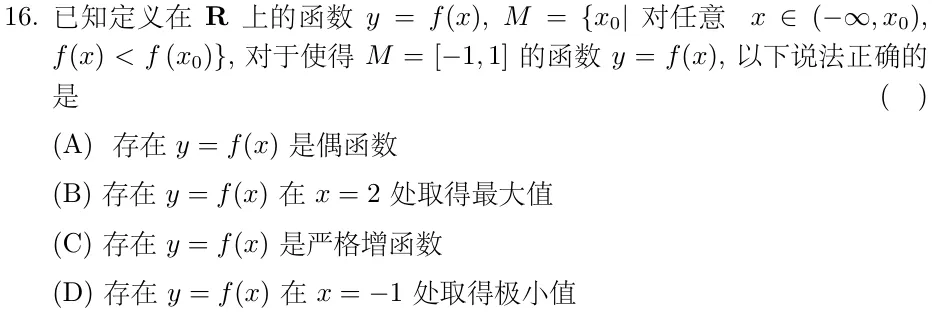 16. 已知定义在 R 上的函数 y = f(x), M = {x₀| 对任意 x ∈ (−∞, x₀),
f(x) < f (x₀)}, 对于使得 M = [−1, 1] 的函数 y = f(x), 以下说法正确的
是 ( )
(A) 存在 y = f(x) 是偶函数
(B) 存在 y = f(x) 在 x = 2 处取得最大值
(C) 存在 y = f(x) 是严格增函数
(D) 存在 y = f(x) 在 x = −1 处取得极小值